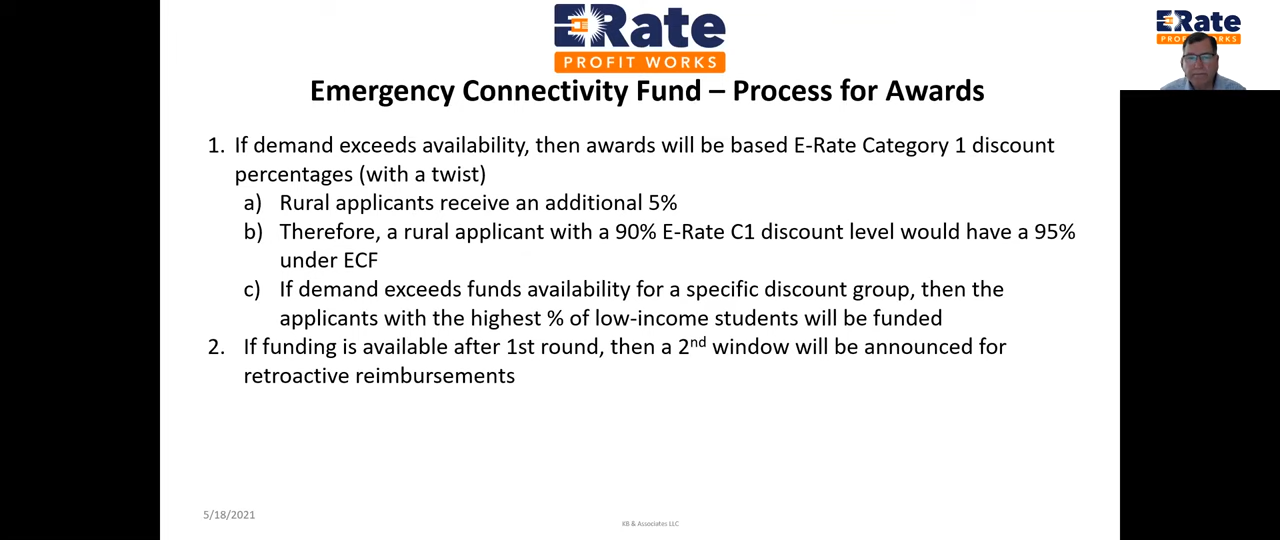 ERate
PROFIT WORKS
ERate
PROFIT WORKS
Emergency Connectivity Fund – Process for Awards
1. If demand exceeds availability, then awards will be based E-Rate Category 1 discount
percentages (with a twist)
a) Rural applicants receive an additional 5%
b) Therefore, a rural applicant with a 90% E-Rate C1 discount level would have a 95%
under ECF
c) If demand exceeds funds availability for a specific discount group, then the
applicants with the highest % of low-income students will be funded
2. If funding is available after 1st round, then a 2nd window will be announced for
retroactive reimbursements
5/18/2021
KB & Associates LLC